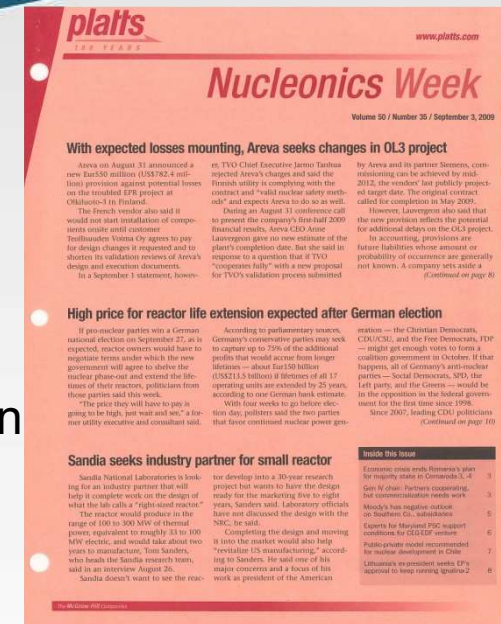 platts
100 YEARS
www.platts.com
Nucleonics Week
Volume 50 / Number 35 / September 3, 2009
With expected losses mounting, Areva seeks changes in OL3 project
Areva on August 31 announced a
new Eur550 million (US$782.4 mil-
lion) provision against potential losses
on the troubled EPR project at
Olkiluoto-3 in Finland.
The French vendor also said it
would not start installation of compo-
nents onsite until customer
Teollisuuden Voima Oy agrees to pay
for design changes it requested and to
shorten its validation reviews of Areva's
design and execution documents.
In a September 1 statement, howev-
er, TVO Chief Executive Jarmo Tanhua
rejected Areva's charges and said the
Finnish utility is complying with the
contract and "valid nuclear safety meth-
ods" and expects Areva to do so as well.
During an August 31 conference call
to present the company's first-half 2009
financial results, Areva CEO Anne
Lauvergeon gave no new estimate of the
plant's completion date. But she said in
response to a question that if TVO
"cooperates fully" with a new proposal
for TVO's validation process submitted
by Areva and its partner Siemens, com-
missioning can be achieved by mid-
2012, the vendors' last publicly project-
ed target date. The original contract
called for completion in May 2009.
However, Lauvergeon also said that
the new provision reflects the potential
for additional delays on the OL3 project.
In accounting, provisions are
future liabilities whose amount or
probability of occurrence are generally
not known. A company sets aside a
(Continued on page 8)
High price for reactor life extension expected after German election
If pro-nuclear parties win a German
national election on September 27, as is
expected, reactor owners would have to
negotiate terms under which the new
government will agree to shelve the
nuclear phase-out and extend the life-
times of their reactors, politicians from
those parties said this week.
"The price they will have to pay is
going to be high, just wait and see," a for-
mer utility executive and consultant said.
According to parliamentary sources,
Germany's conservative parties may seek
to capture up to 75% of the additional
profits that would accrue from longer
lifetimes — about Eur150 billion
(US$213.5 billion) if lifetimes of all 17
operating units are extended by 25 years,
according to one German bank estimate.
With four weeks to go before elec-
tion day, pollsters said the two parties
that favor continued nuclear power gen-
eration — the Christian Democrats,
CDU/CSU, and the Free Democrats, FDP
— might get enough votes to form a
coalition government in October. If that
happens, all of Germany's anti-nuclear
parties — Social Democrats, SPD, the
Left party, and the Greens — would be
in the opposition in the federal govern-
ment for the first time since 1998.
Since 2007, leading CDU politicians
(Continued on page 10)
n
Sandia seeks industry partner for small reactor
Sandia National Laboratories is look-
ing for an industry partner that will
help it complete work on the design of
what the lab calls a "right-sized reactor."
The reactor would produce in the
range of 100 to 300 MW of thermal
power, equivalent to roughly 33 to 100
MW electric, and would take about two
years to manufacture, Tom Sanders,
who heads the Sandia research team,
said in an interview August 26.
Sandia doesn't want to see the reac-
tor develop into a 30-year research
project but wants to have the design
ready for the marketing five to eight
years, Sanders said. Laboratory officials
have not discussed the design with the
NRC, he said.
Completing the design and moving
it into the market would also help
"revitalize US manufacturing," accord-
ing to Sanders. He said one of his
major concerns and a focus of his
work as president of the American
Inside this issue
Economic crisis ends Romania's plan
for majority stake in Cernavoda-3, -4 3
Gen IV chair: Partners cooperating,
but commercialization needs work 3
Moody's has negative outlook
on Southern Co., subsidiaries 5
Experts for Maryland PSC support
conditions for CEG-EDF venture 6
Public-private model recommended
for nuclear development in Chile 7
Lithuania's ex-president seeks EP's
approval to keep running Ignalina-2 8
The McGraw-Hill Companies